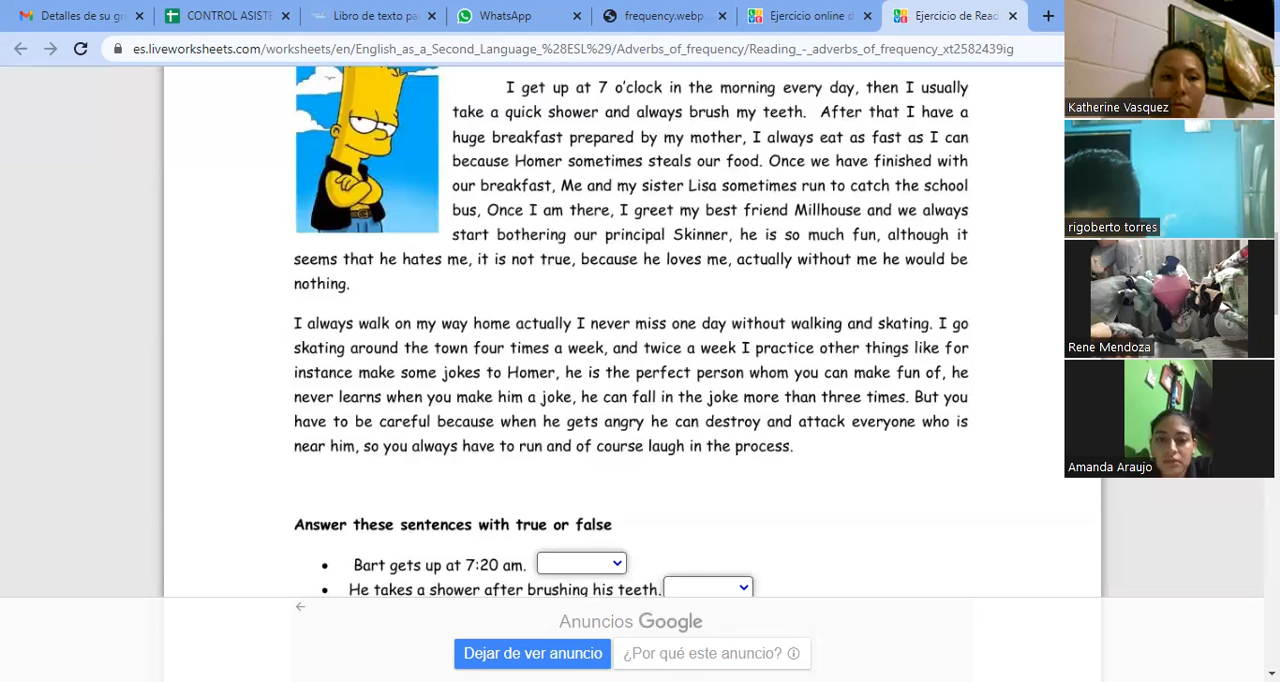 Detalles de su gr
CONTROL ASISTE
Libro de texto pa
WhatsApp
frequency.webp
Ejercicio online d
Ejercicio de Read
es.liveworksheets.com/worksheets/en/English_as_a_Second_Language_%28ESL%29/Adverbs_of_frequency/Reading_-_adverbs_of_frequency_xt2582439ig
I get up at 7 o'clock in the morning every day, then I usually
take a quick shower and always brush my teeth. After that I have a
huge breakfast prepared by my mother, I always eat as fast as I can
because Homer sometimes steals our food. Once we have finished with
our breakfast, Me and my sister Lisa sometimes run to catch the school
bus, Once I am there, I greet my best friend Millhouse and we always
start bothering our principal Skinner, he is so much fun, although it
seems that he hates me, it is not true, because he loves me, actually without me he would be
nothing.
I always walk on my way home actually I never miss one day without walking and skating. I go
skating around the town four times a week, and twice a week I practice other things like for
instance make some jokes to Homer, he is the perfect person whom you can make fun of, he
never learns when you make him a joke, he can fall in the joke more than three times. But you
have to be careful because when he gets angry he can destroy and attack everyone who is
near him, so you always have to run and of course laugh in the process.
Answer these sentences with true or false
• Bart gets up at 7:20 am.
• He takes a shower after brushing his teeth.
Anuncios Google
Dejar de ver anuncio
¿Por qué este anuncio?
Katherine Vasquez
rigoberto torres
Rene Mendoza
Amanda Araujo